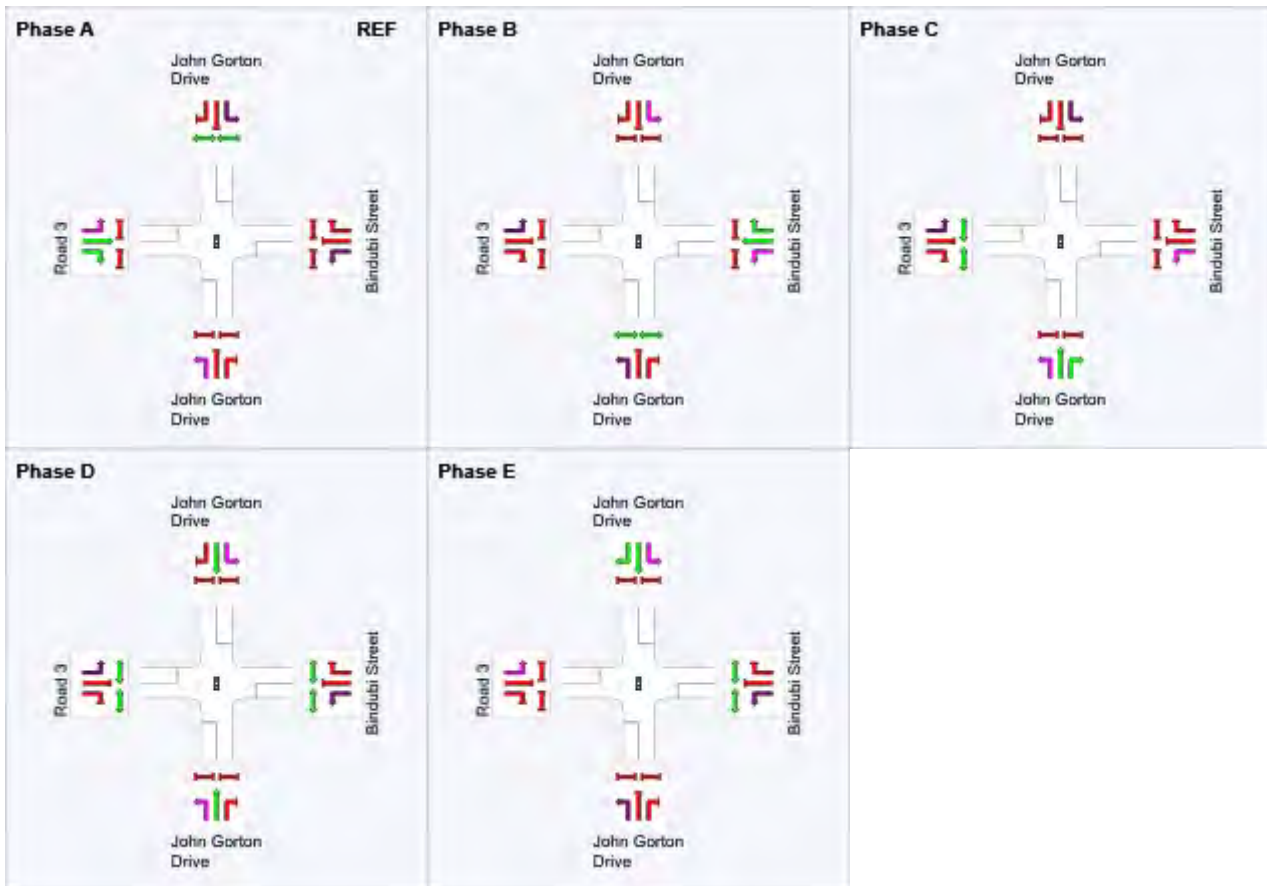 Phase A
REF
John Gorton
Drive
Road 3
Bindubi Street
John Gorton
Drive
Phase B
John Gorton
Drive
Road 3
Bindubi Street
John Gorton
Drive
Phase C
John Gorton
Drive
Road 3
Bindubi Street
John Gorton
Drive
Phase D
John Gorton
Drive
Road 3
Bindubi Street
John Gorton
Drive
Phase E
John Gorton
Drive
Road 3
Bindubi Street
John Gorton
Drive